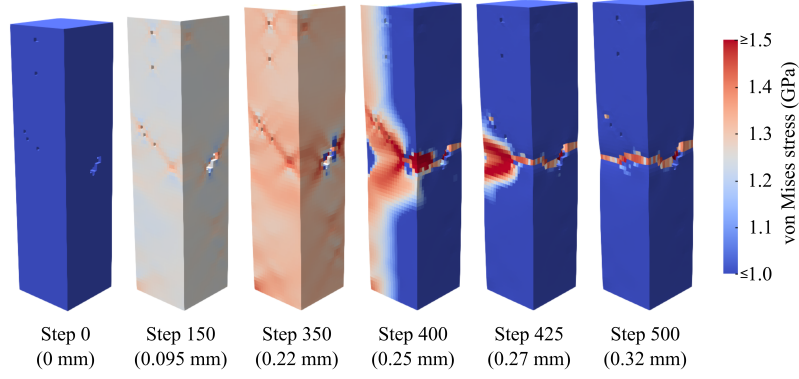 ≥1.5
1.4
1.3
1.2
1.1
≤1.0
von Mises stress (GPa)
Step 0
(0 mm)
Step 150
(0.095 mm)
Step 350
(0.22 mm)
Step 400
(0.25 mm)
Step 425
(0.27 mm)
Step 500
(0.32 mm)